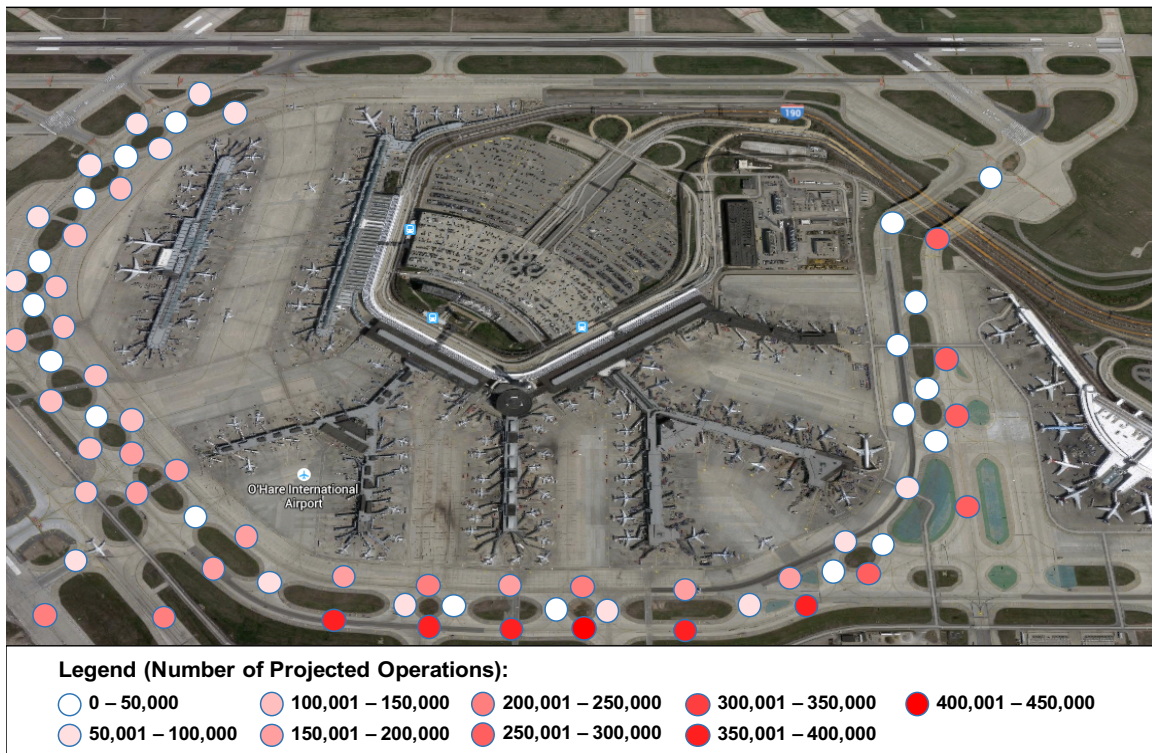 190
O'Hare International
Airport
Legend (Number of Projected Operations):
0 – 50,000
100,001 – 150,000
200,001 – 250,000
300,001 – 350,000
400,001 – 450,000
50,001 – 100,000
150,001 – 200,000
250,001 – 300,000
350,001 – 400,000